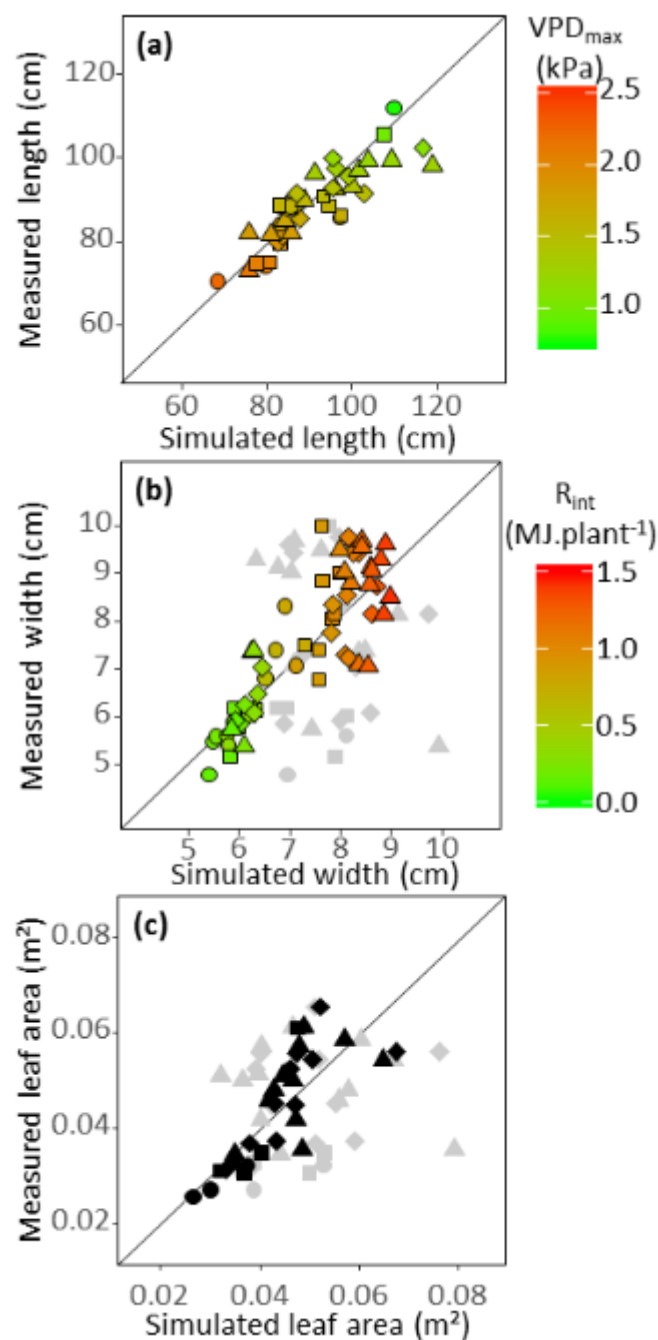 (a)
VPDmax
(kPa)
Measured length (cm)
120
100
80
60
60 80 100 120
Simulated length (cm)
2.5
2.0
1.5
1.0
(b)
Rint
(MJ.plant-1)
Measured width (cm)
10
9
8
7
6
5
5 6 7 8 9 10
Simulated width (cm)
1.5
1.0
0.5
0.0
(c)
Measured leaf area (m²)
0.08
0.06
0.04
0.02
0.02 0.04 0.06 0.08
Simulated leaf area (m²)